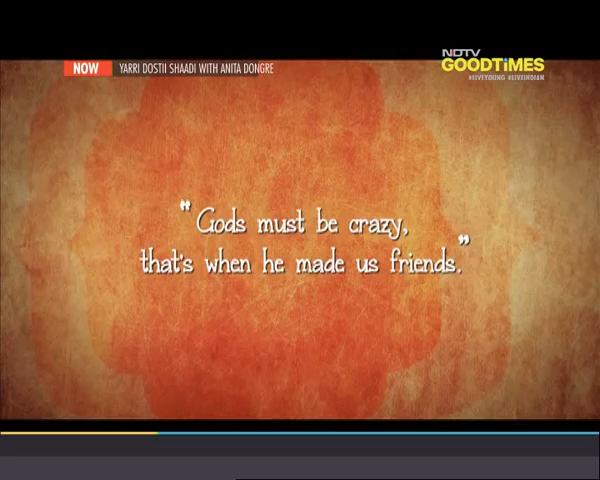 NDTV
GOODTiMES
#LIVEYOUNG #LIVEINDIAN
NOW YARRI DOSTII SHAADI WITH ANITA DONGRE
"Gods must be crazy,
that's when he made us friends."